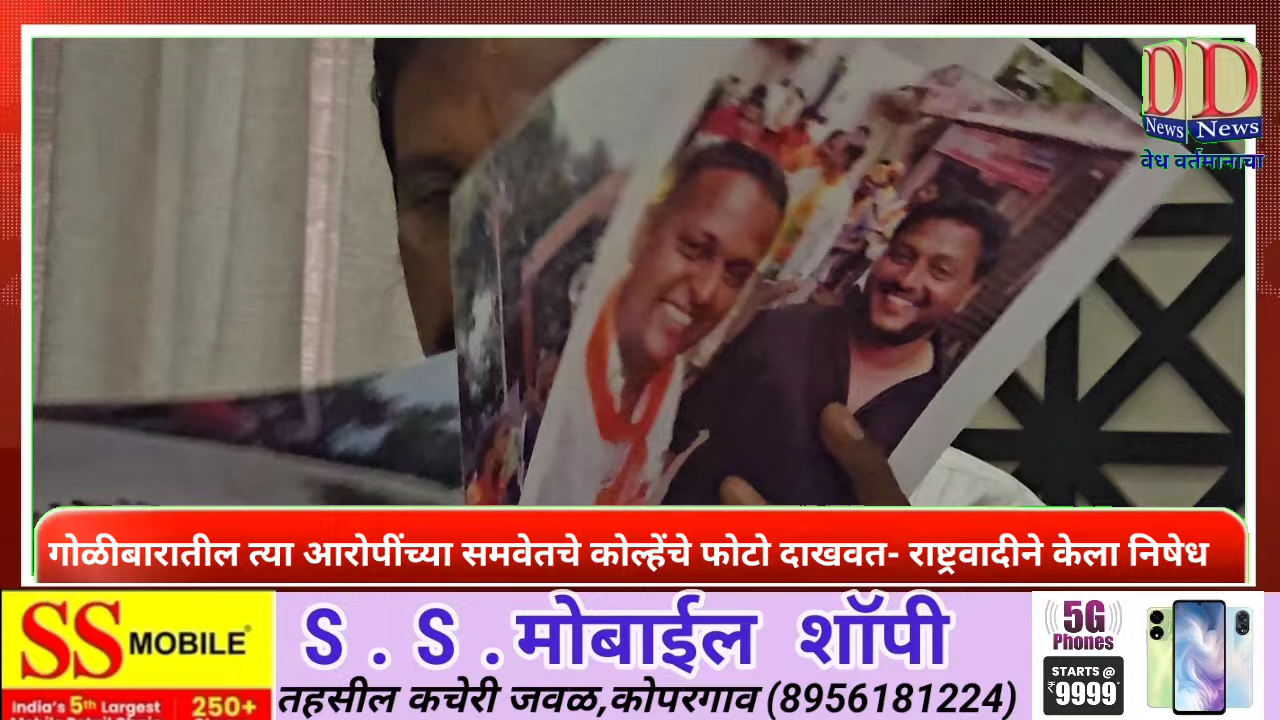 DD
News News
वेध वर्तमानाचा
गोळीबारातील त्या आरोपींच्या समवेतचे कोल्हेंचे फोटो दाखवत- राष्ट्रवादीने केला निषेध
SS MOBILE
India's 5th Largest
250+
S . S . मोबाईल शॉपी
तहसील कचेरी जवळ,कोपरगाव (8956181224)
5G
Phones
STARTS @
₹9999*